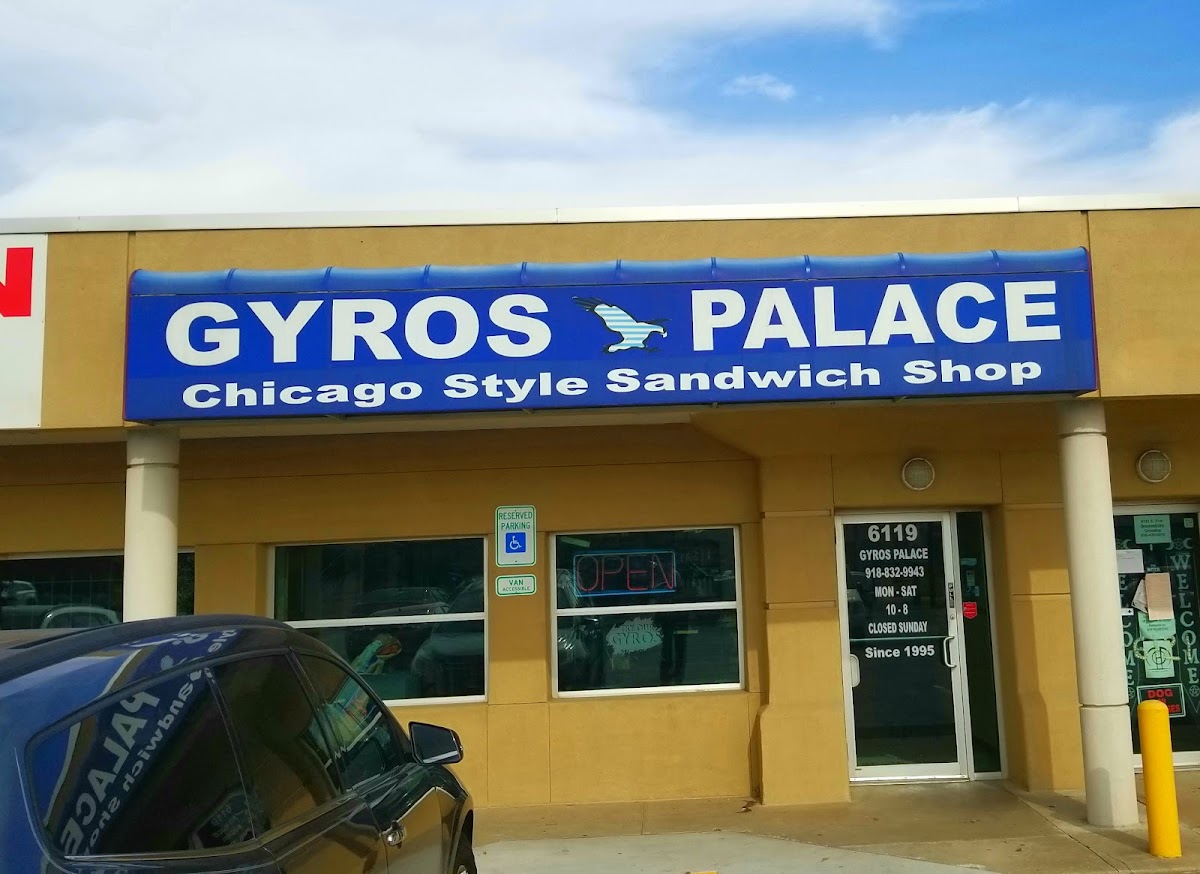 N
GYROS PALACE
Chicago Style Sandwich Shop
RESERVED
PARKING
VAN
ACCESSIBLE
OPEN
GYROS
6119
GYROS PALACE
918-832-9943
MON - SAT
10 - 8
CLOSED SUNDAY
Since 1995
WELCOME
DOG
PALACE